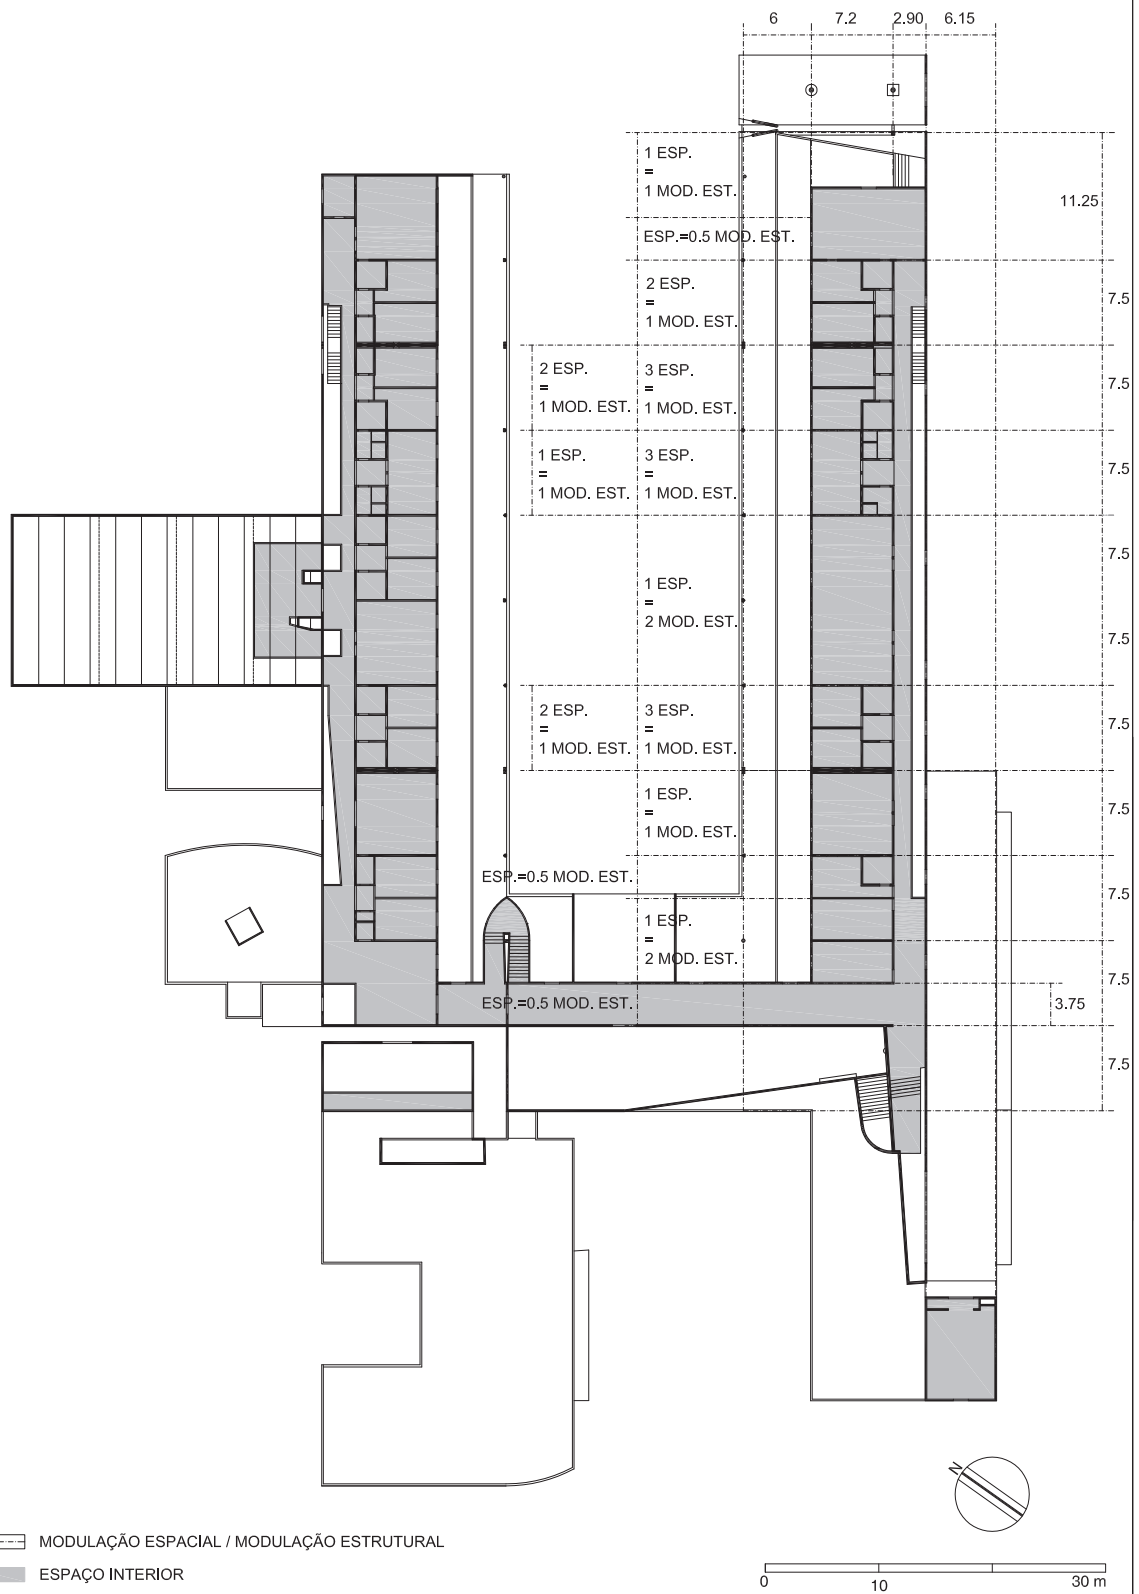 6 7.2 2.90 6.15
1 ESP.
=
1 MOD. EST.
11.25
ESP.=0.5 MOD. EST.
2 ESP.
=
1 MOD. EST.
7.5
2 ESP.
=
1 MOD. EST.
3 ESP.
=
1 MOD. EST.
7.5
1 ESP.
=
1 MOD. EST.
3 ESP.
=
1 MOD. EST.
7.5
7.5
1 ESP.
=
2 MOD. EST.
7.5
2 ESP.
=
1 MOD. EST.
3 ESP.
=
1 MOD. EST.
7.5
1 ESP.
=
1 MOD. EST.
7.5
ESP.=0.5 MOD. EST.
7.5
1 ESP.
=
2 MOD. EST.
7.5
ESP.=0.5 MOD. EST.
3.75
7.5
N
MODULAÇÃO ESPACIAL / MODULAÇÃO ESTRUTURAL
ESPAÇO INTERIOR
0 10 30 m